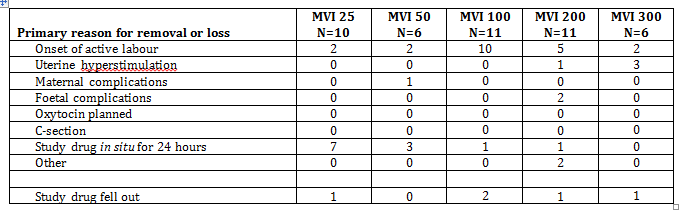 MVI 25 MVI 50 MVI 100 MVI 200 MVI 300
Primary reason for removal or loss N=10 N=6 N=11 N=11 N=6
Onset of active labour 2 2 10 5 2
Uterine hyperstimulation 0 0 0 1 3
Maternal complications 0 1 0 0 0
Foetal complications 0 0 0 2 0
Oxytocin planned 0 0 0 0 0
C-section 0 0 0 0 0
Study drug in situ for 24 hours 7 3 1 1 0
Other 0 0 0 2 0
Study drug fell out 1 0 2 1 1